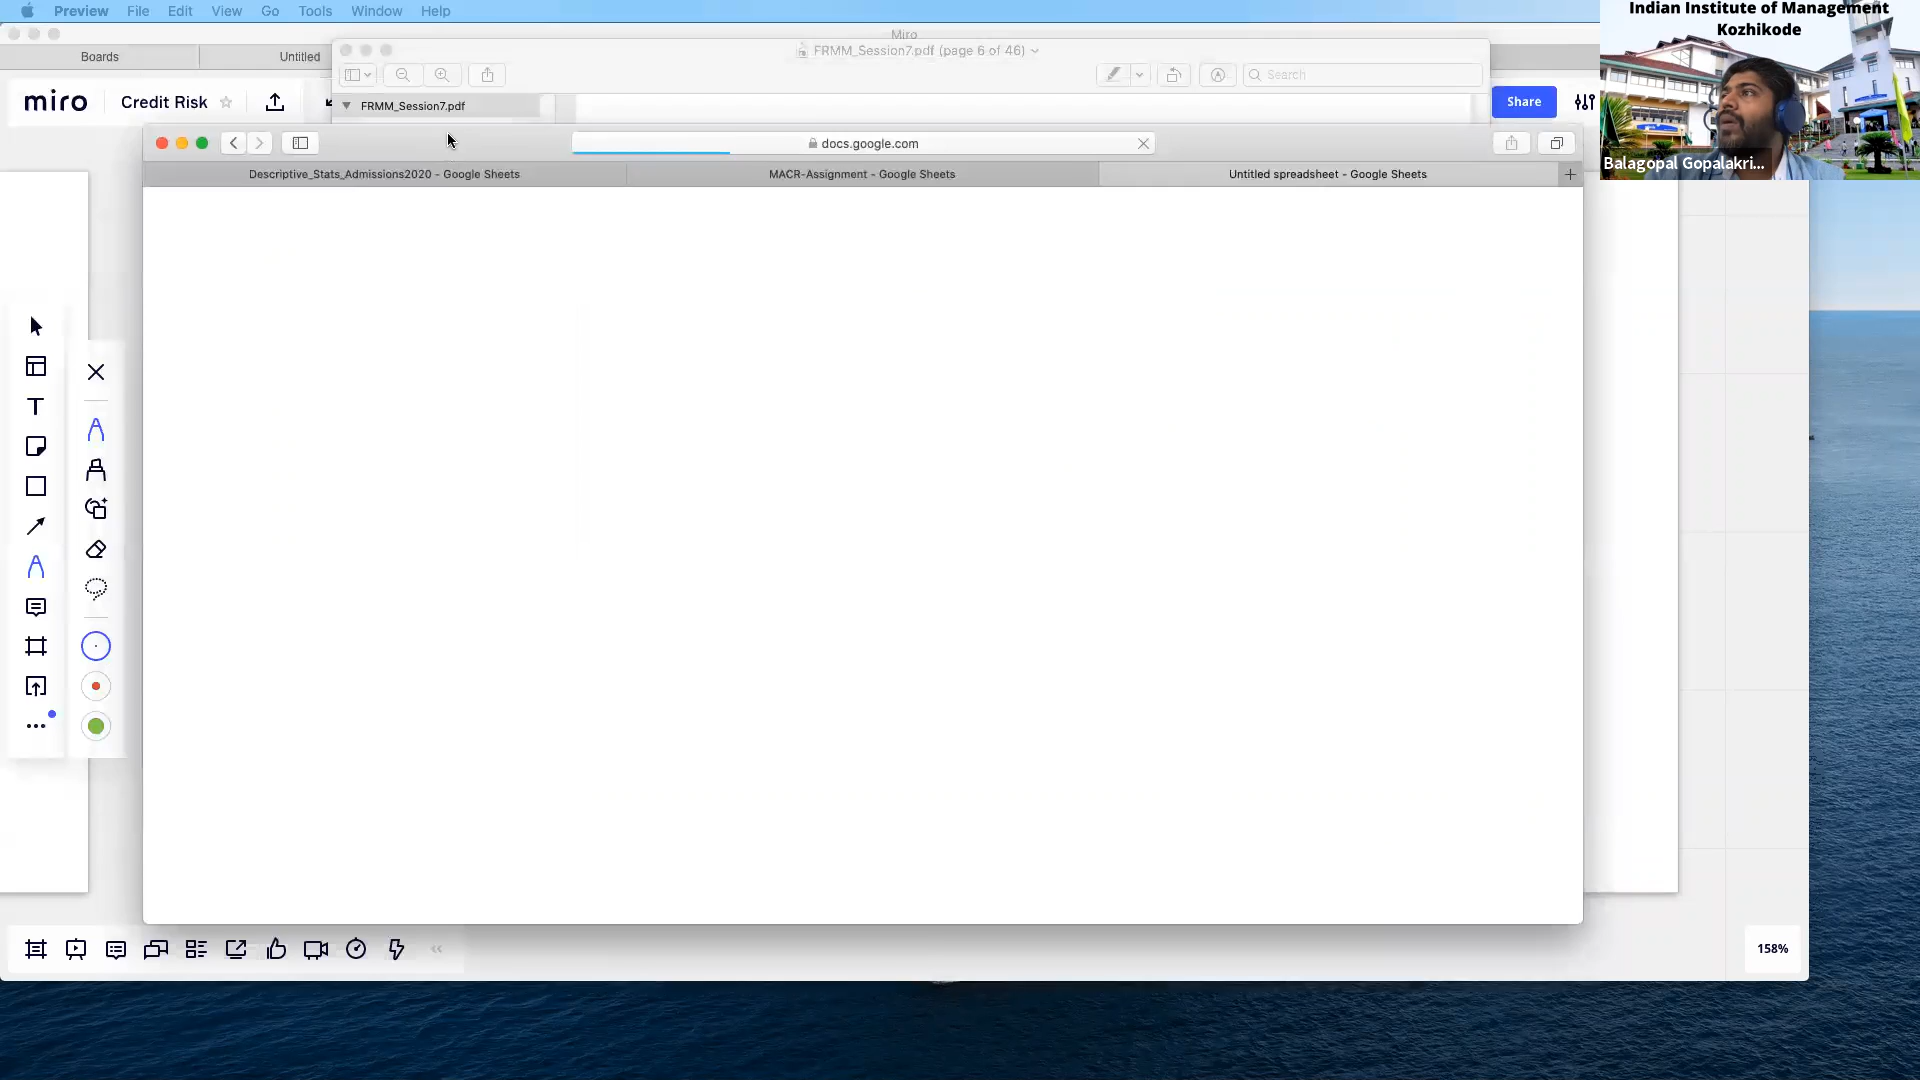 Preview File Edit View Go Tools Window Help
Miro
Boards
Untitled
FRMM_Session7.pdf (page 6 of 46)
Search
miro
Credit Risk
FRMM_Session7.pdf
Share
docs.google.com
Descriptive_Stats_Admissions2020 - Google Sheets
MACR-Assignment - Google Sheets
Untitled spreadsheet - Google Sheets
Indian Institute of Management
Kozhikode
Balagopal Gopalakri...
T
158%